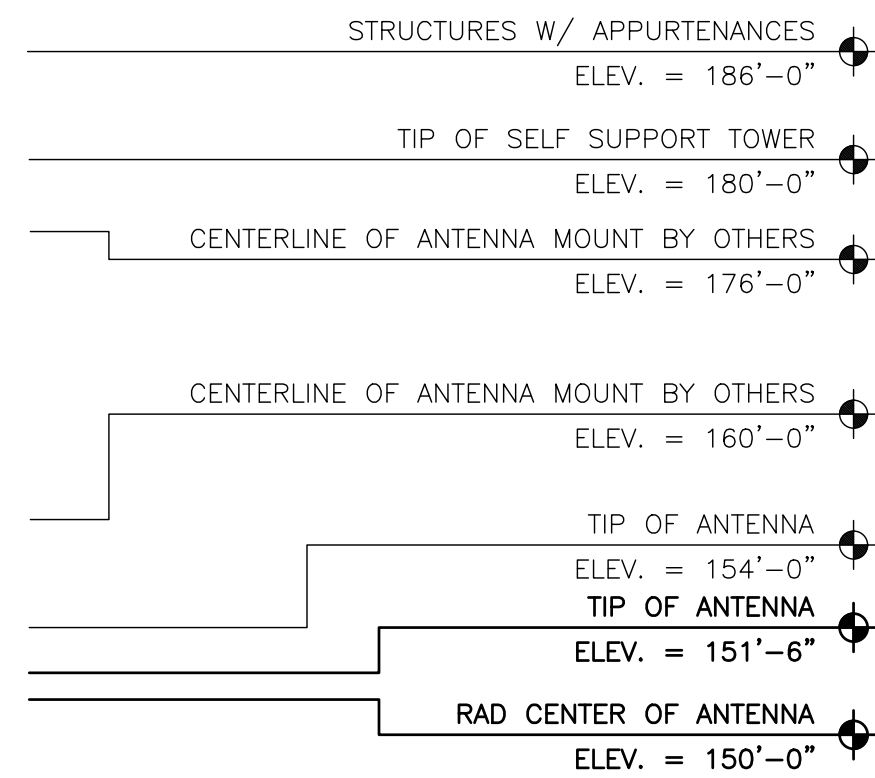 STRUCTURES W/ APPURTENANCES
ELEV. = 186'-0"
TIP OF SELF SUPPORT TOWER
ELEV. = 180'-0"
CENTERLINE OF ANTENNA MOUNT BY OTHERS
ELEV. = 176'-0"
CENTERLINE OF ANTENNA MOUNT BY OTHERS
ELEV. = 160'-0"
TIP OF ANTENNA
ELEV. = 154'-0"
TIP OF ANTENNA
ELEV. = 151'-6"
RAD CENTER OF ANTENNA
ELEV. = 150'-0"